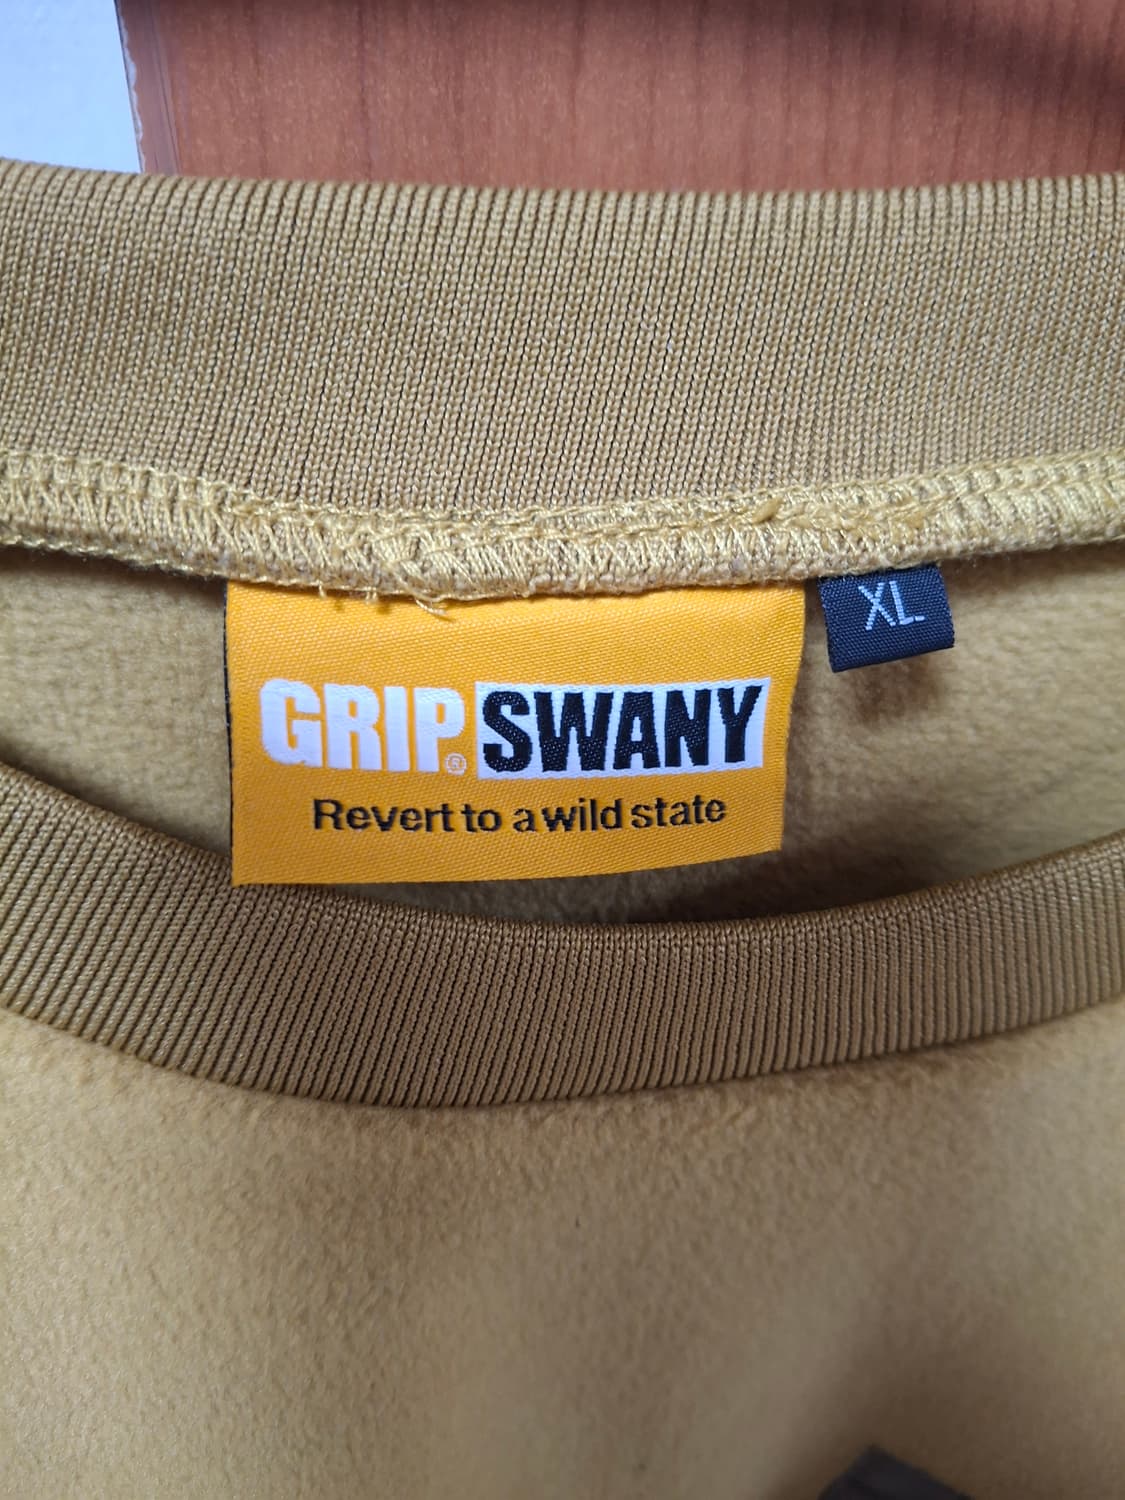 XL
GRIP® SWANY
Revert to a wild state